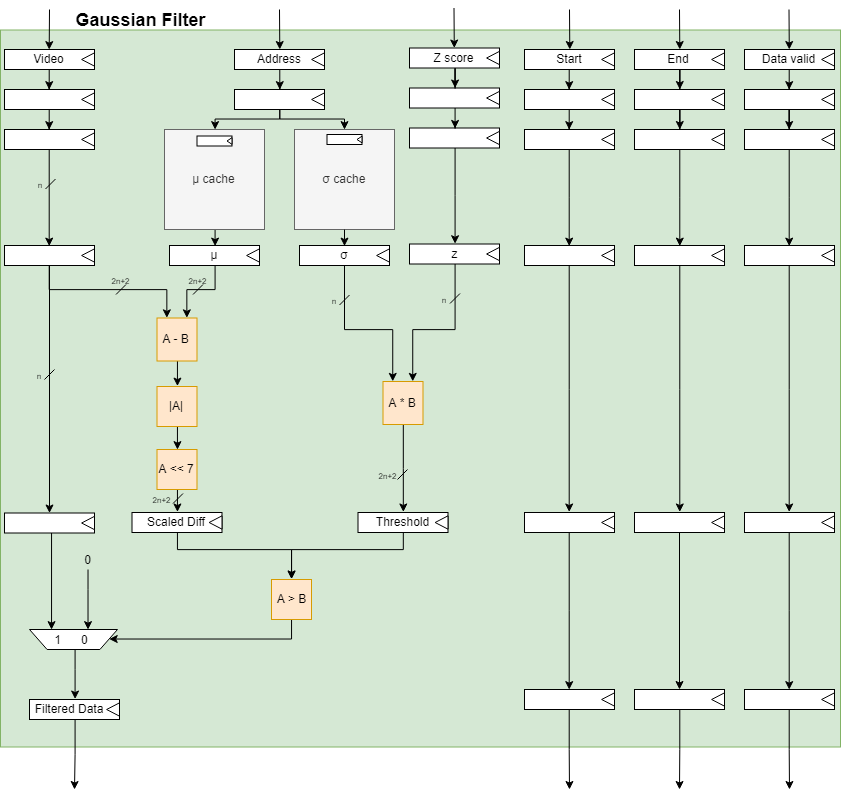 Gaussian Filter
Video
Address
Z score
Start
End
Data valid
μ cache
σ cache
n
μ
σ
z
2n+2
2n+2
n
n
A - B
n
|A|
A * B
A << 7
2n+2
2n+2
Scaled Diff
Threshold
0
A > B
1 0
Filtered Data